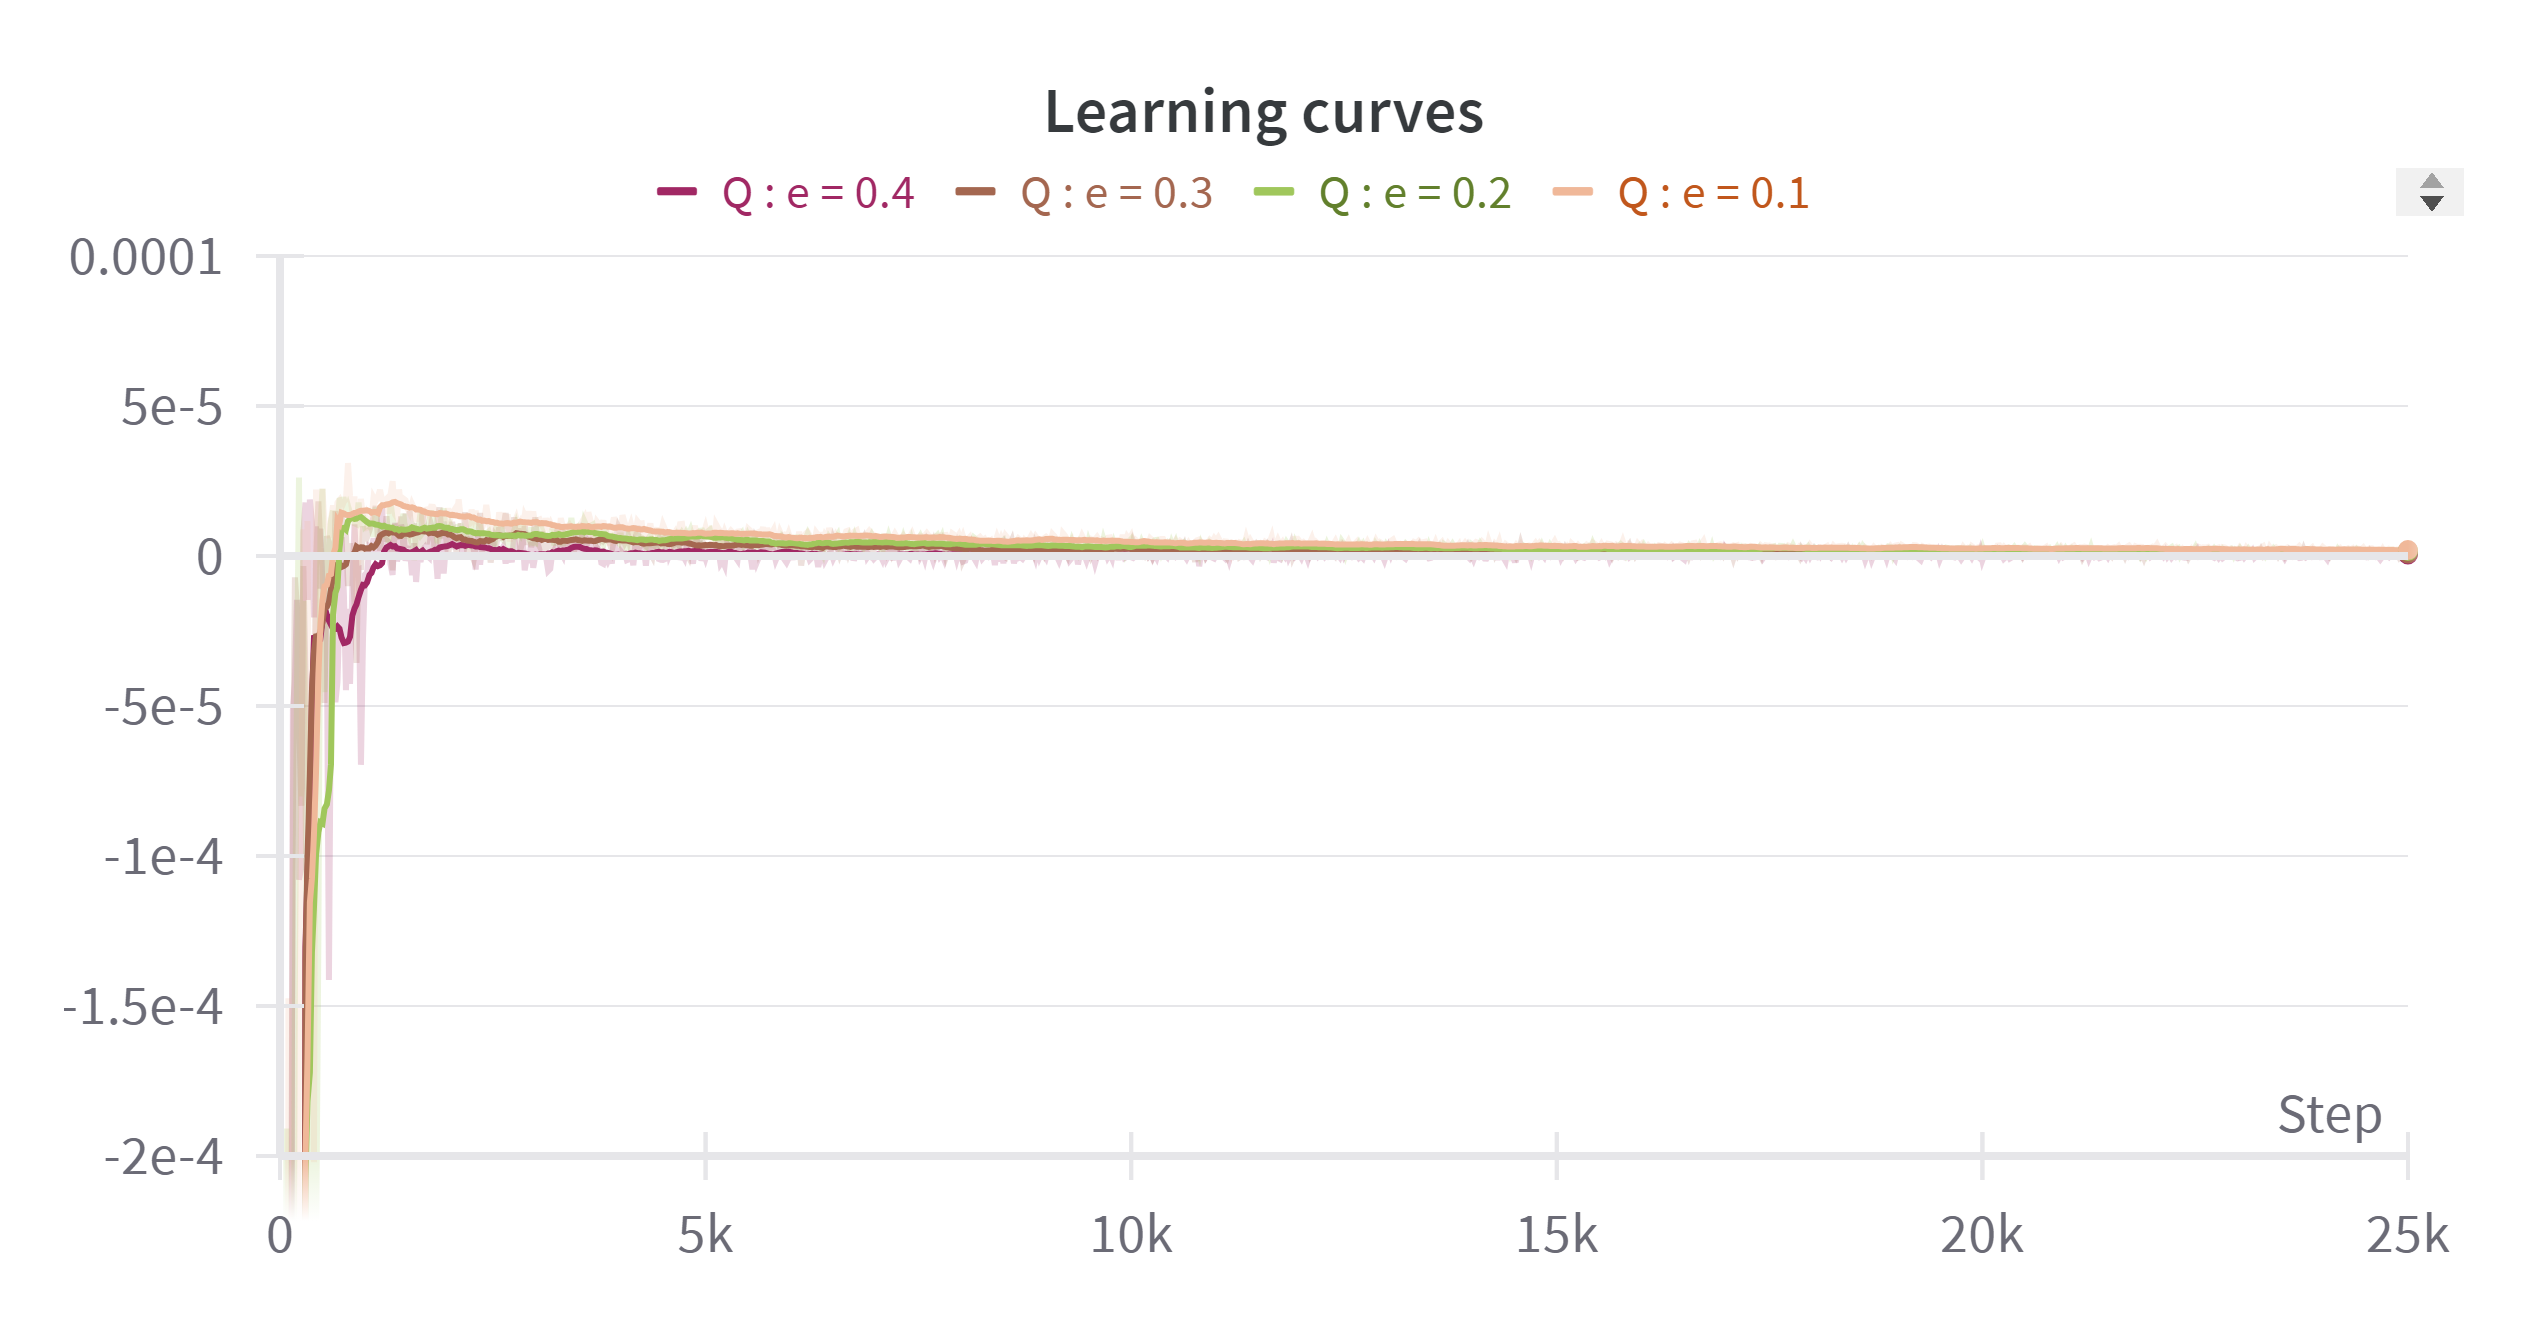 Learning curves
Q : e = 0.4 Q : e = 0.3 Q : e = 0.2 Q : e = 0.1
0.0001
5e-5
0
-5e-5
-1e-4
-1.5e-4
-2e-4
Step
0 5k 10k 15k 20k 25k